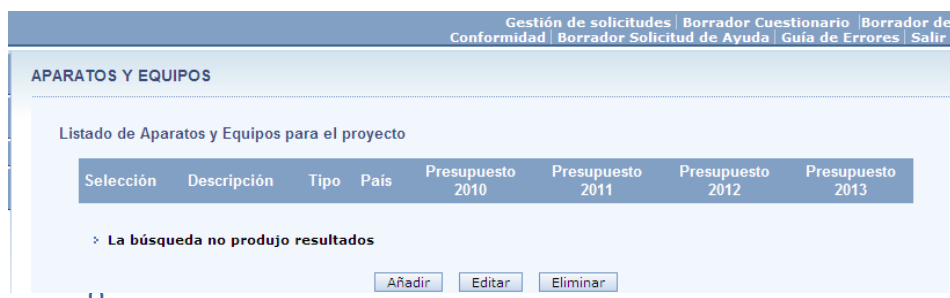 Gestión de solicitudes | Borrador Cuestionario |Borrador de
Conformidad | Borrador Solicitud de Ayuda | Guía de Errores | Salir
APARATOS Y EQUIPOS
Listado de Aparatos y Equipos para el proyecto
Selección Descripción Tipo País Presupuesto 2010 Presupuesto 2011 Presupuesto 2012 Presupuesto 2013
La búsqueda no produjo resultados
Añadir Editar Eliminar